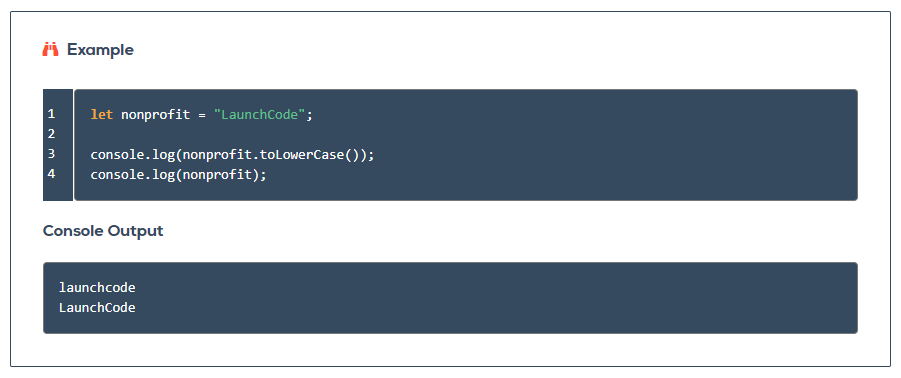 Example
1 let nonprofit = "LaunchCode";
2
3 console.log(nonprofit.toLowerCase());
4 console.log(nonprofit);
Console Output
launchcode
LaunchCode